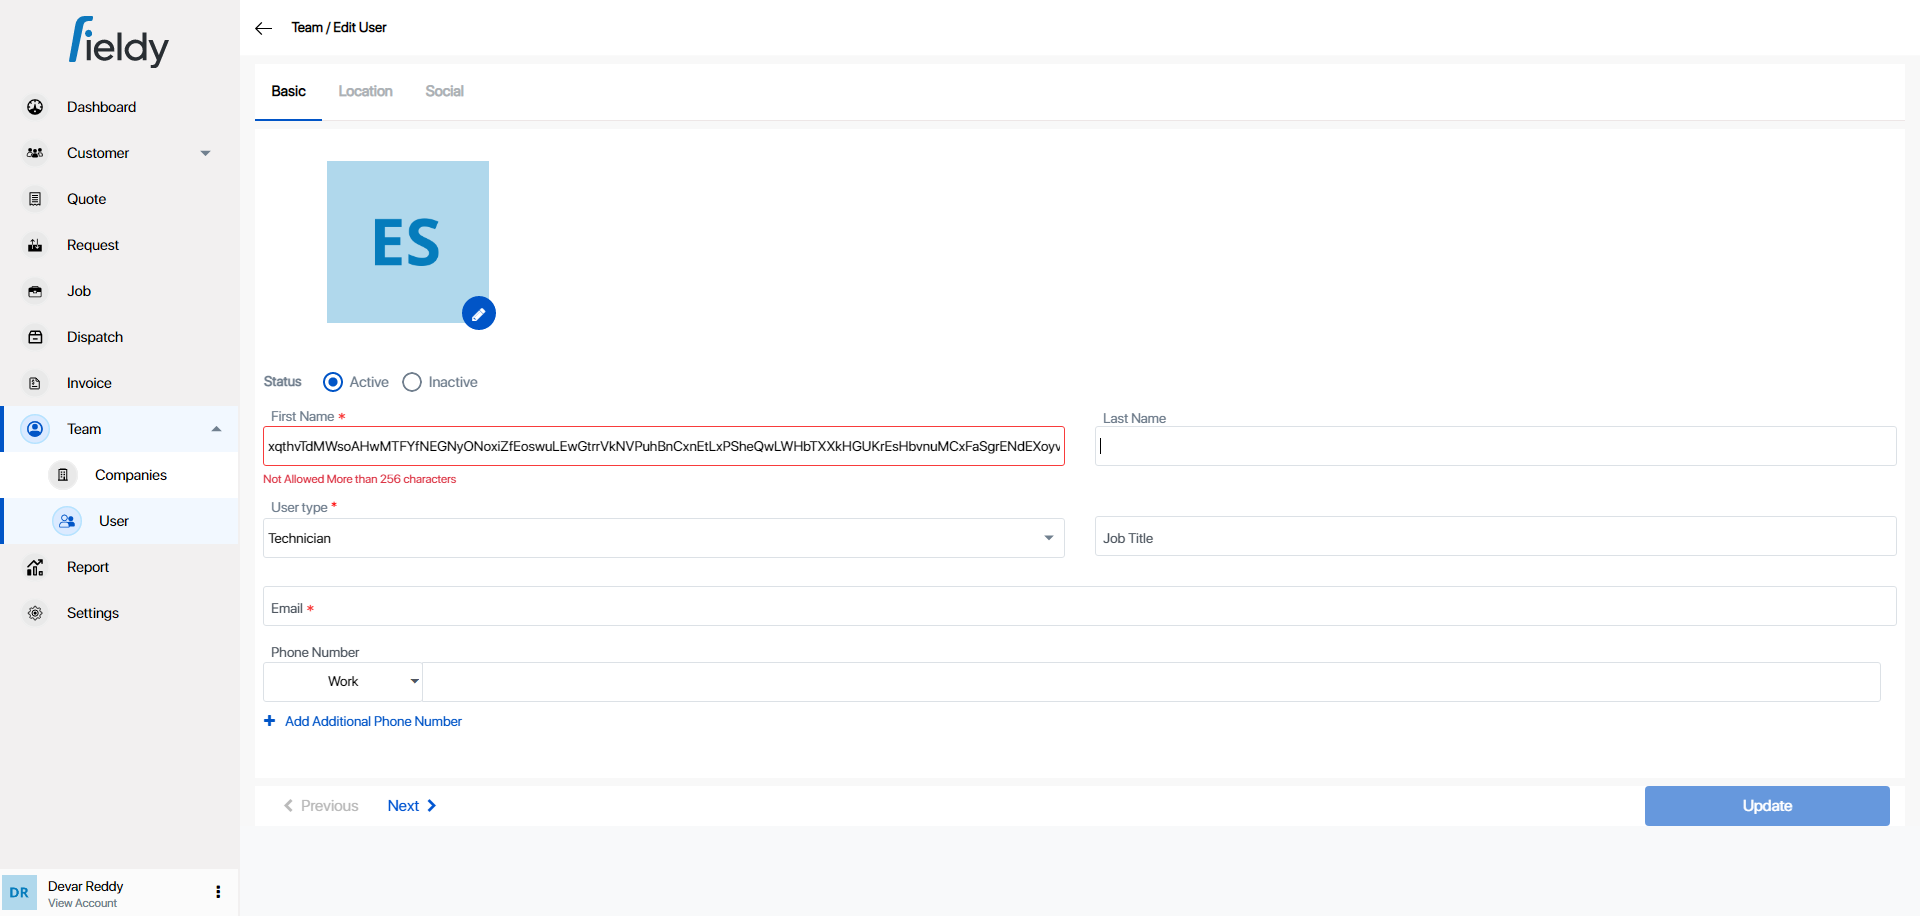 fieldy
Dashboard
Customer
Quote
Request
Job
Dispatch
Invoice
Team
Companies
User
Report
Settings
DR
Devar Reddy
View Account
Team / Edit User
Basic Location Social
ES
Status Active Inactive
First Name *
xqthvTdMWsoAHwMTFYfNEGNyONoxiZfEoswuLEwGtrrVkNVPuhBnCxnEtLxPSheQwLWHbTXXkHGUKrEsHbvnuMCxFaSgrENdEXoyv
Not Allowed More than 256 characters
Last Name
User type *
Technician
Job Title
Email *
Phone Number
Work
+ Add Additional Phone Number
Previous Next
Update